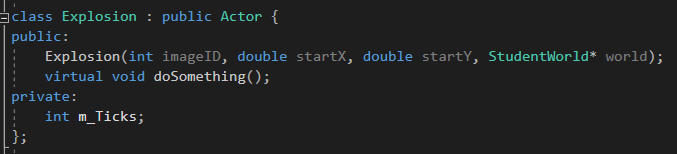 class Explosion : public Actor {
public:
    Explosion(int imageID, double startX, double startY, StudentWorld* world);
    virtual void doSomething();
private:
    int m_Ticks;
};